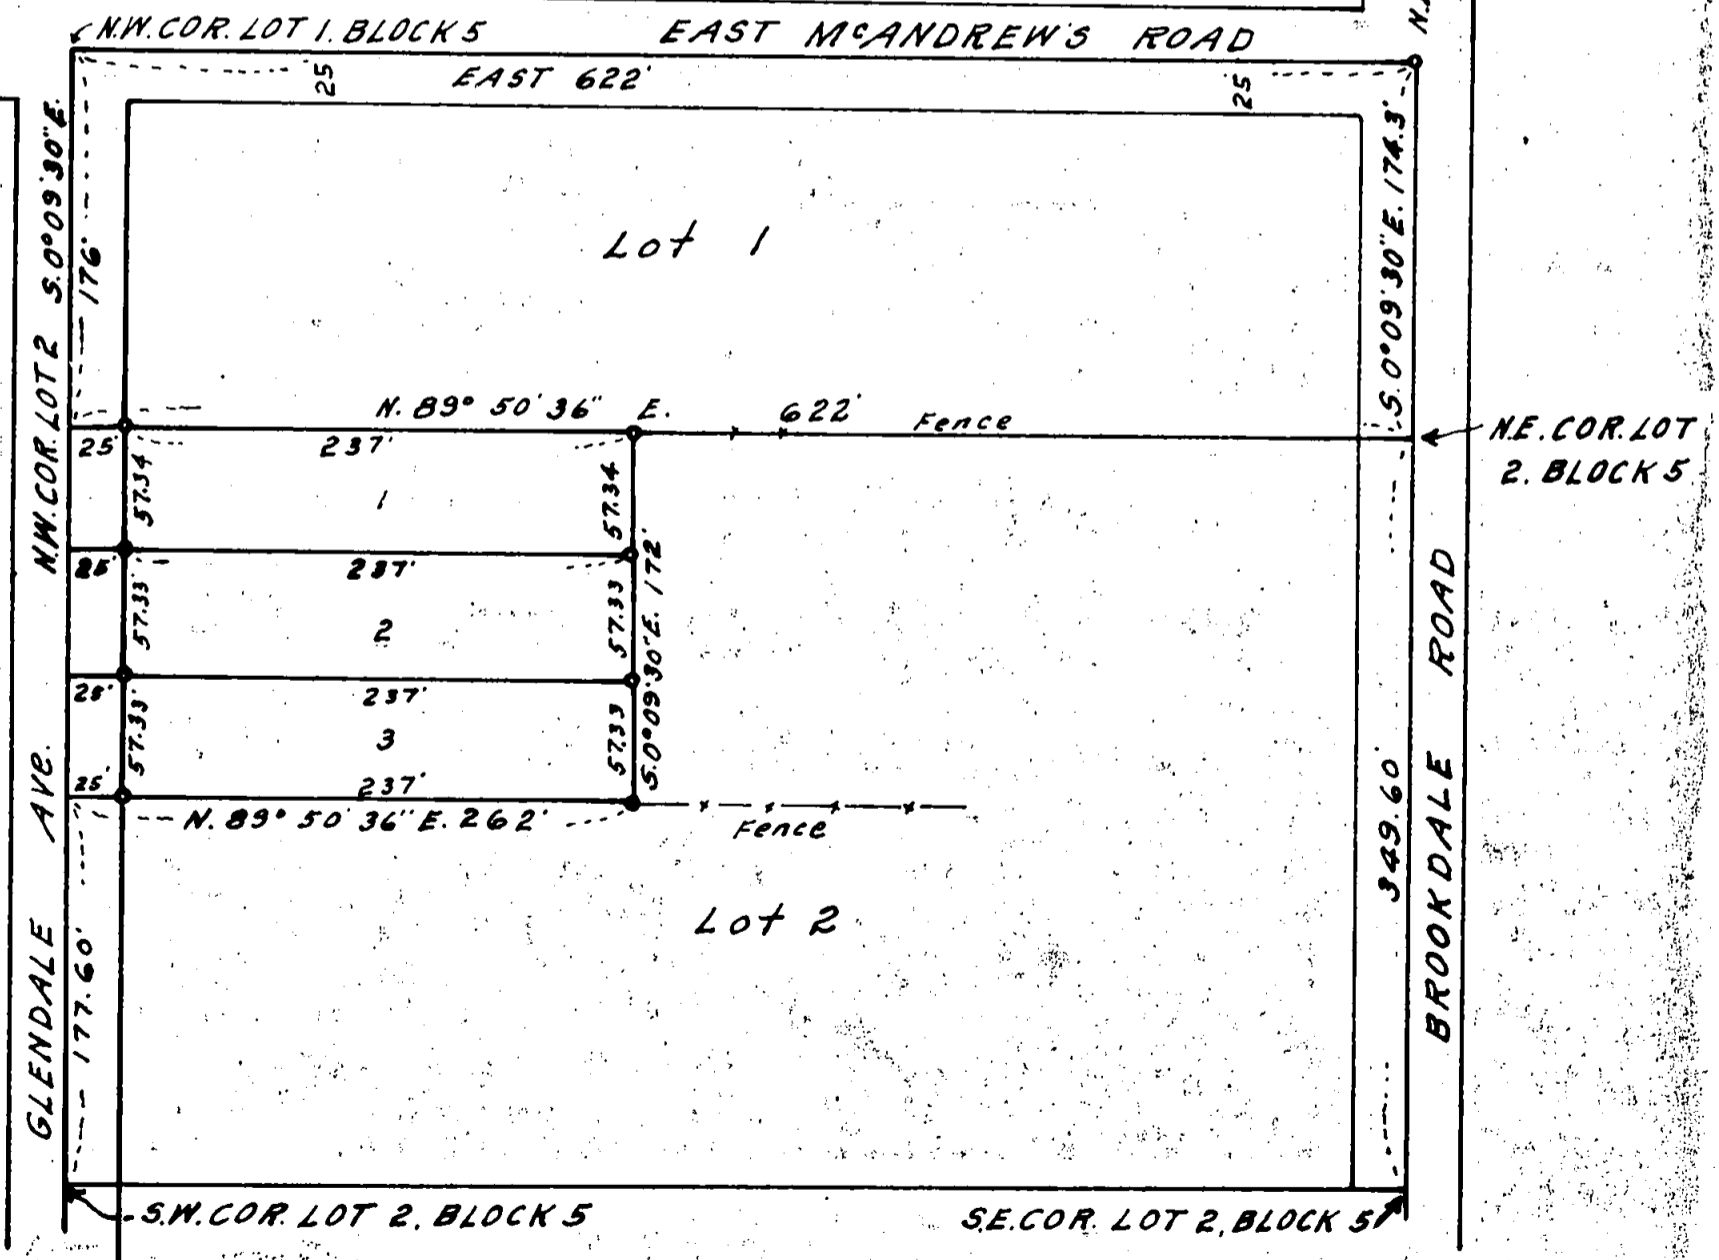 N.W. COR. LOT 1. BLOCK 5
EAST McANDREW'S ROAD
EAST 622'
25
25
S. 0° 09' 30" E.
176'
N.W. COR. LOT 2
S. 0° 09' 30" E. 174.3'
Lot 1
N. 89° 50' 36" E. 622'
Fence
N.E. COR. LOT
2. BLOCK 5
25'
237'
57.34
1
57.34
25'
237'
57.33
2
57.33
S. 0° 09' 30" E. 172'
25'
237'
57.33
3
57.33
25'
237'
N. 89° 50' 36" E. 262'
Fence
GLENDALE AVE.
177.60'
Lot 2
349.60'
BROOKDALE ROAD
S.W. COR. LOT 2, BLOCK 5
S.E. COR. LOT 2, BLOCK 5